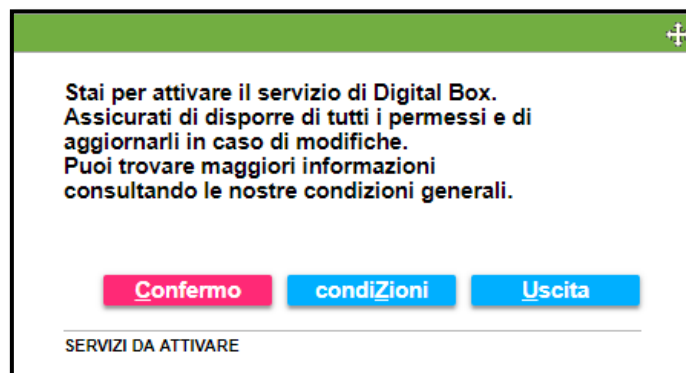 Stai per attivare il servizio di Digital Box.
Assicurati di disporre di tutti i permessi e di
aggiornarli in caso di modifiche.
Puoi trovare maggiori informazioni
consultando le nostre condizioni generali.
Confermo condiZioni Uscita
SERVIZI DA ATTIVARE